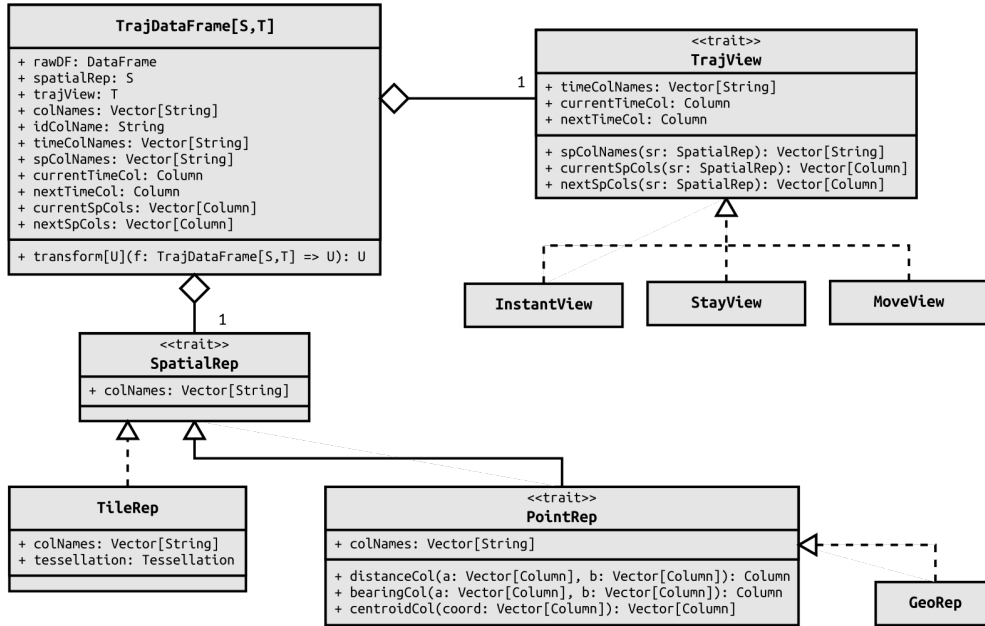 TrajDataFrame[S,T]
+ rawDF: DataFrame
+ spatialRep: S
+ trajView: T
+ colNames: Vector[String]
+ idColName: String
+ timeColNames: Vector[String]
+ spColNames: Vector[String]
+ currentTimeCol: Column
+ nextTimeCol: Column
+ currentSpCols: Vector[Column]
+ nextSpCols: Vector[Column]
+ transform[U](f: TrajDataFrame[S,T] => U): U
1
<<trait>>
TrajView
+ timeColNames: Vector[String]
+ currentTimeCol: Column
+ nextTimeCol: Column
+ spColNames(sr: SpatialRep): Vector[String]
+ currentSpCols(sr: SpatialRep): Vector[Column]
+ nextSpCols(sr: SpatialRep): Vector[Column]
InstantView
StayView
MoveView
1
<<trait>>
SpatialRep
+ colNames: Vector[String]
TileRep
+ colNames: Vector[String]
+ tessellation: Tessellation
<<trait>>
PointRep
+ colNames: Vector[String]
+ distanceCol(a: Vector[Column], b: Vector[Column]): Column
+ bearingCol(a: Vector[Column], b: Vector[Column]): Column
+ centroidCol(coord: Vector[Column]): Vector[Column]
GeoRep